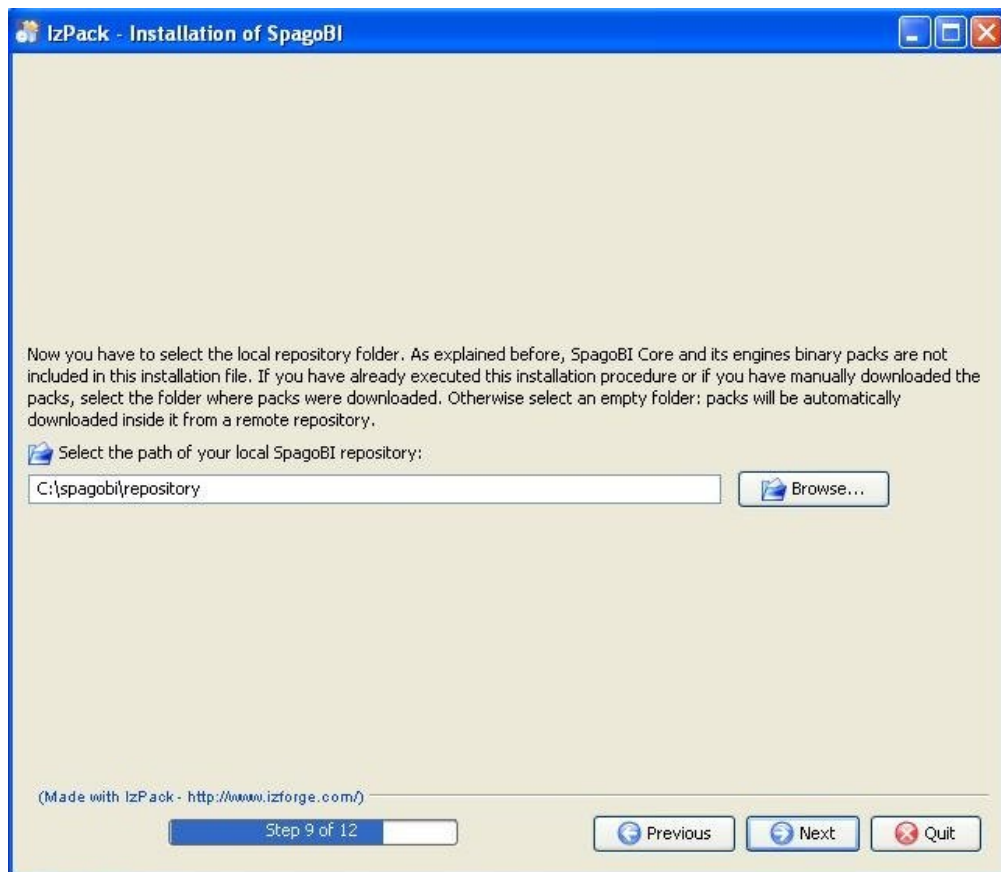 IzPack - Installation of SpagoBI
Now you have to select the local repository folder. As explained before, SpagoBI Core and its engines binary packs are not
included in this installation file. If you have already executed this installation procedure or if you have manually downloaded the
packs, select the folder where packs were downloaded. Otherwise select an empty folder: packs will be automatically
downloaded inside it from a remote repository.
Select the path of your local SpagoBI repository:
C:\spagobi\repository
Browse...
(Made with IzPack - http://www.izforge.com/)
Step 9 of 12
Previous
Next
Quit